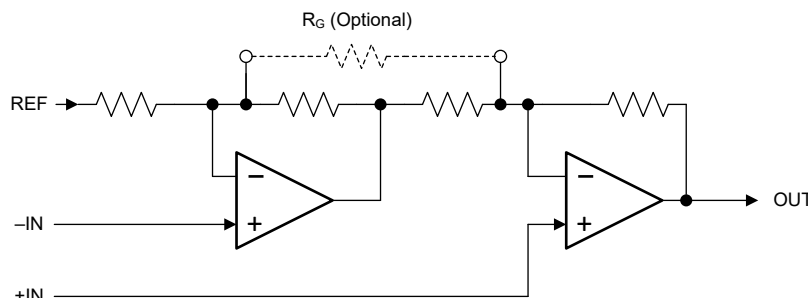 R_G (Optional)
REF
−
+
−
+
–IN
OUT
+IN